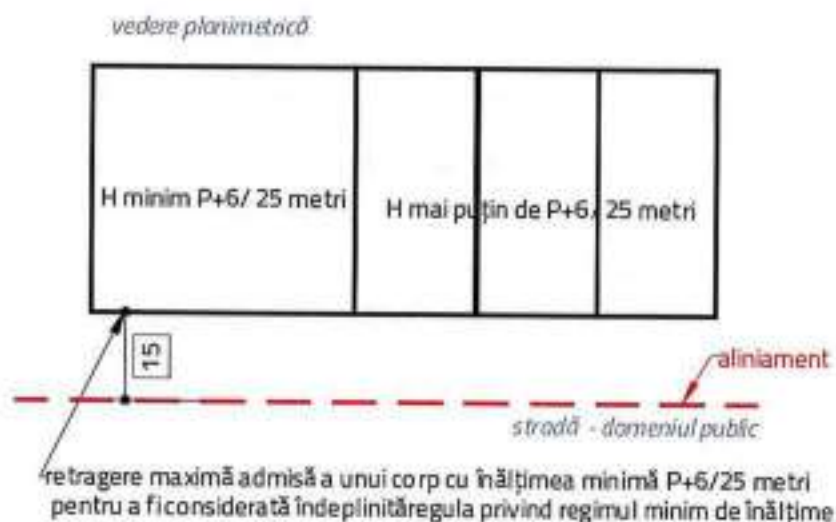 vedere planimetrică
H minim P+6/ 25 metri
H mai puțin de P+6/ 25 metri
15
aliniament
stradă - domeniul public
retragere maximă admisă a unui corp cu înălțimea minimă P+6/25 metri
pentru a fi considerată îndeplinită regula privind regimul minim de înălțime